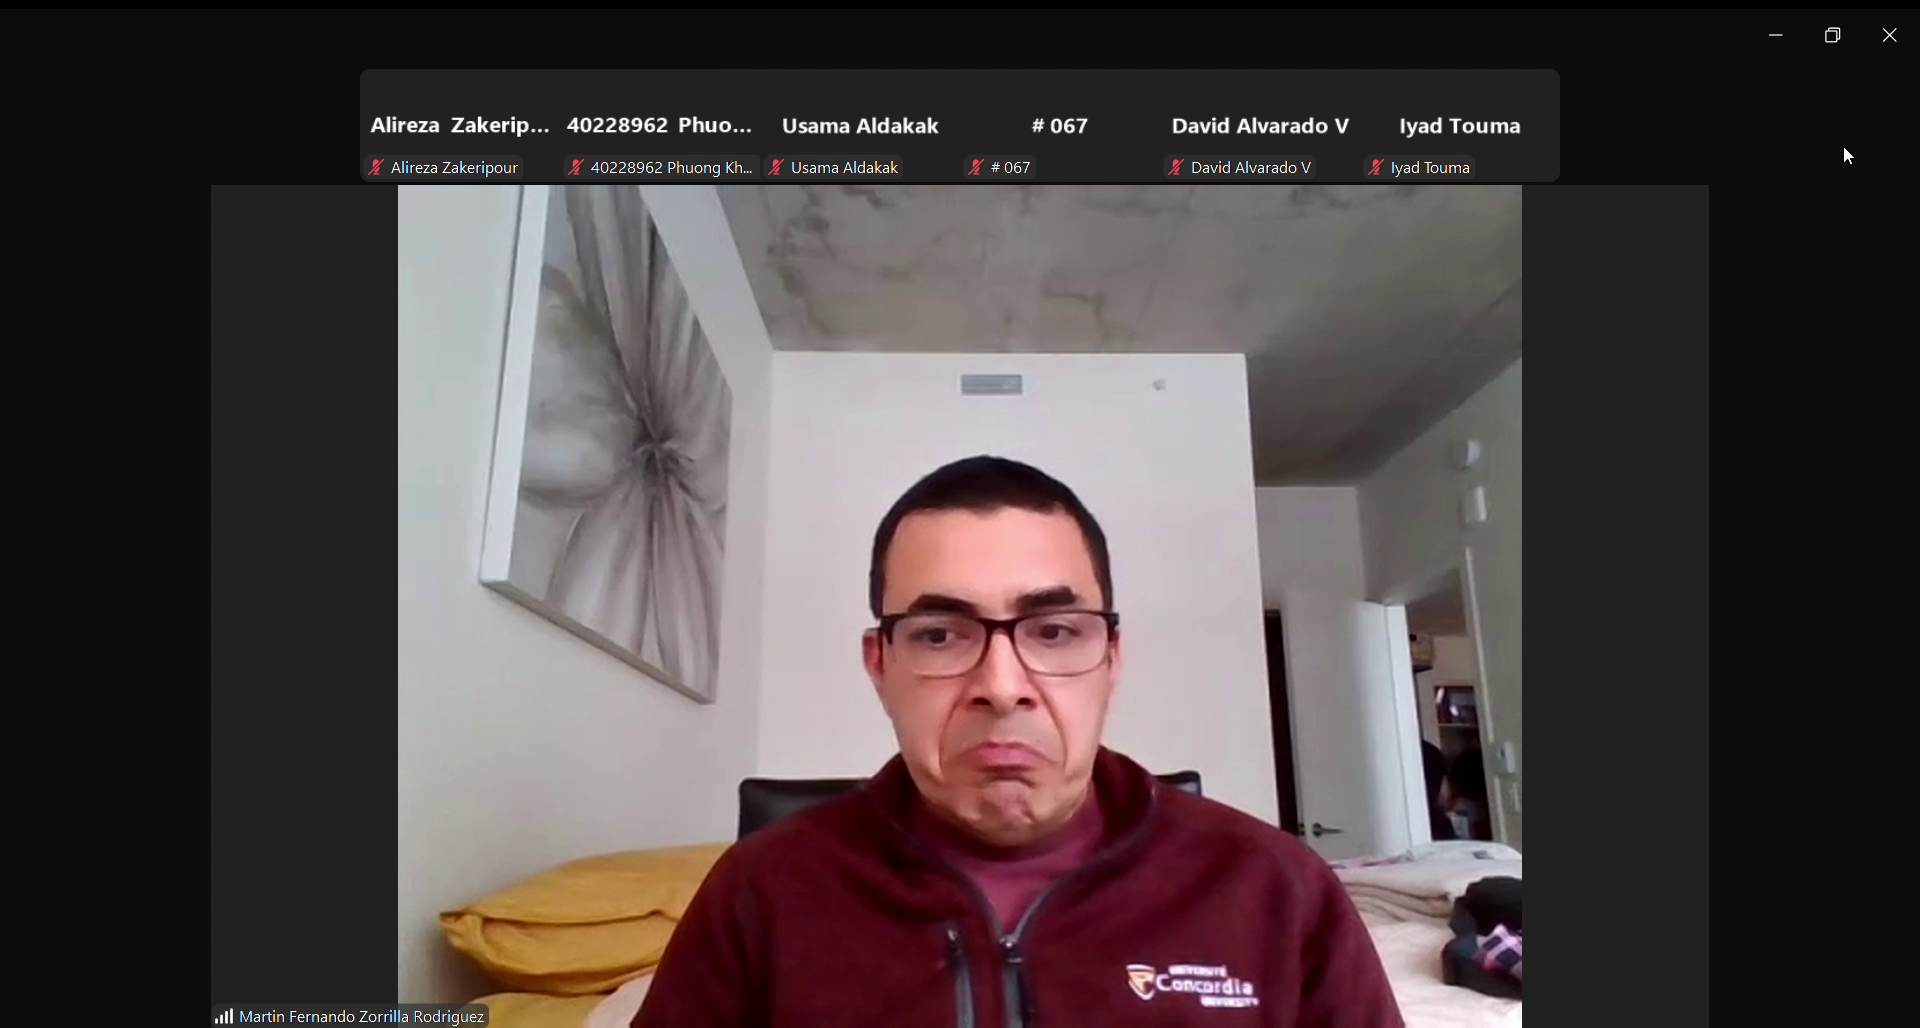 Alireza Zakerip... 40228962 Phuo... Usama Aldakak # 067 David Alvarado V Iyad Touma
Alireza Zakeripour 40228962 Phuong Kh... Usama Aldakak # 067 David Alvarado V Iyad Touma
UNIVERSITÉ
Concordia
UNIVERSITY
Martin Fernando Zorrilla Rodriguez